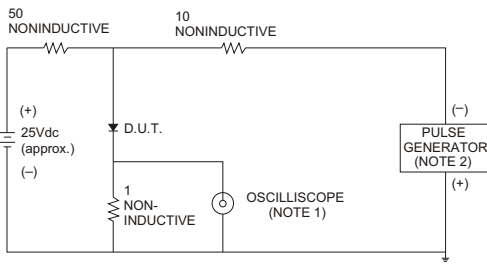 50
NONINDUCTIVE
10
NONINDUCTIVE
(+)
25Vdc
(approx.)
(–)
D.U.T.
1
NON-
INDUCTIVE
OSCILLISCOPE
(NOTE 1)
(–)
PULSE
GENERATOR
(NOTE 2)
(+)